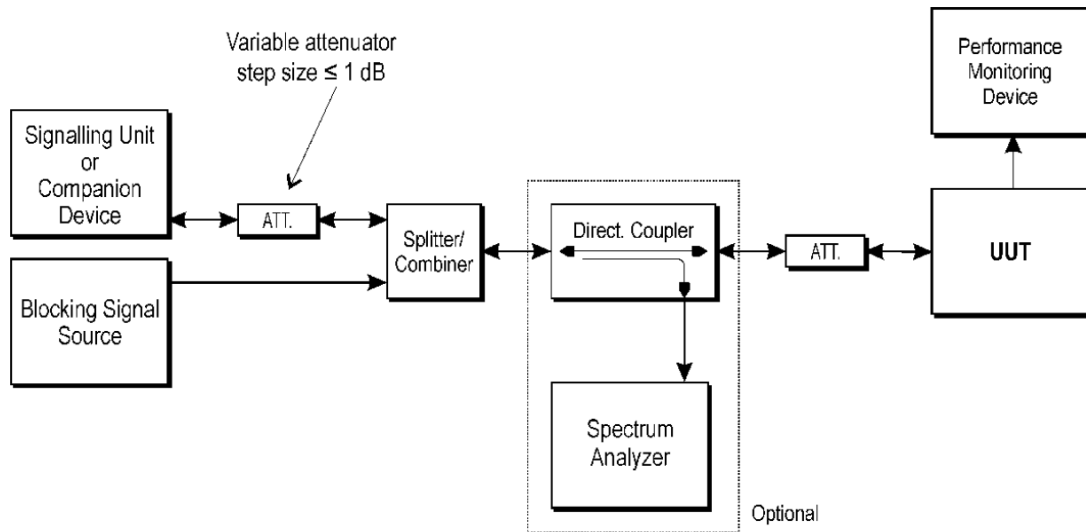 Variable attenuator
step size ≤ 1 dB
Performance
Monitoring
Device
Signalling Unit
or
Companion
Device
ATT.
Splitter/
Combiner
Direct. Coupler
ATT.
UUT
Blocking Signal
Source
Spectrum
Analyzer
Optional